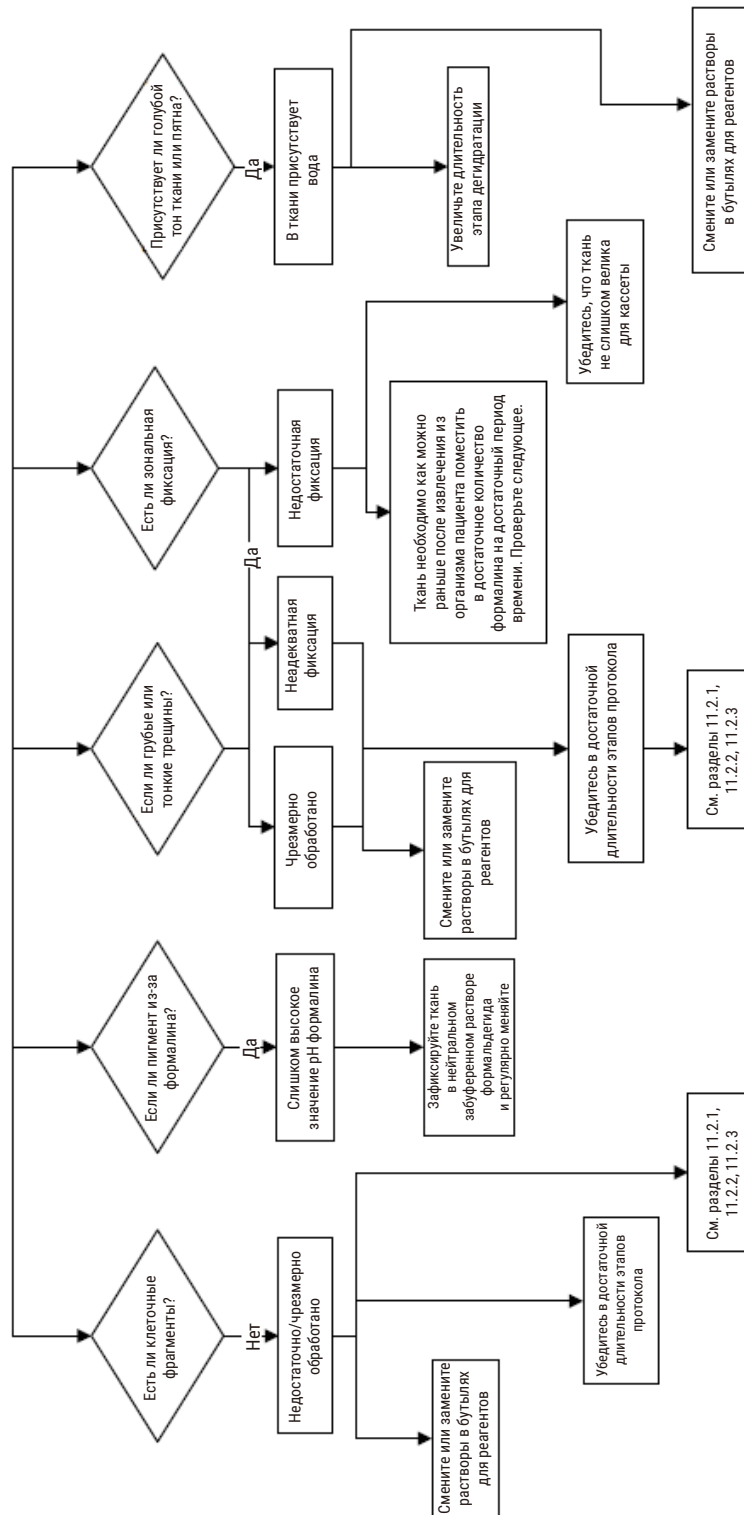 Есть ли клеточные
фрагменты?
Нет
Недостаточно/чрезмерно
обработано
Смените или замените
растворы в бутылях
для реагентов
Убедитесь в достаточной
длительности этапов
протокола
См. разделы 11.2.1,
11.2.2, 11.2.3
Если ли пигмент из-за
формалина?
Да
Слишком высокое
значение pH формалина
Зафиксируйте ткань
в нейтральном
забуференном растворе
формальдегида
и регулярно меняйте
Если ли грубые или
тонкие трещины?
Чрезмерно
обработано
Неадекватная
фиксация
Смените или замените
растворы в бутылях для
реагентов
Убедитесь в достаточной
длительности этапов протокола
См. разделы 11.2.1,
11.2.2, 11.2.3
Есть ли зональная
фиксация?
Да
Недостаточная
фиксация
Ткань необходимо как можно
раньше после извлечения из
организма пациента поместить
в достаточное количество
формалина на достаточный период
времени. Проверьте следующее.
Убедитесь, что ткань
не слишком велика
для кассеты
Присутствует ли голубой
тон ткани или пятна?
Да
В ткани присутствует
вода
Увеличьте длительность
этапа дегидратации
Смените или замените растворы
в бутылях для реагентов